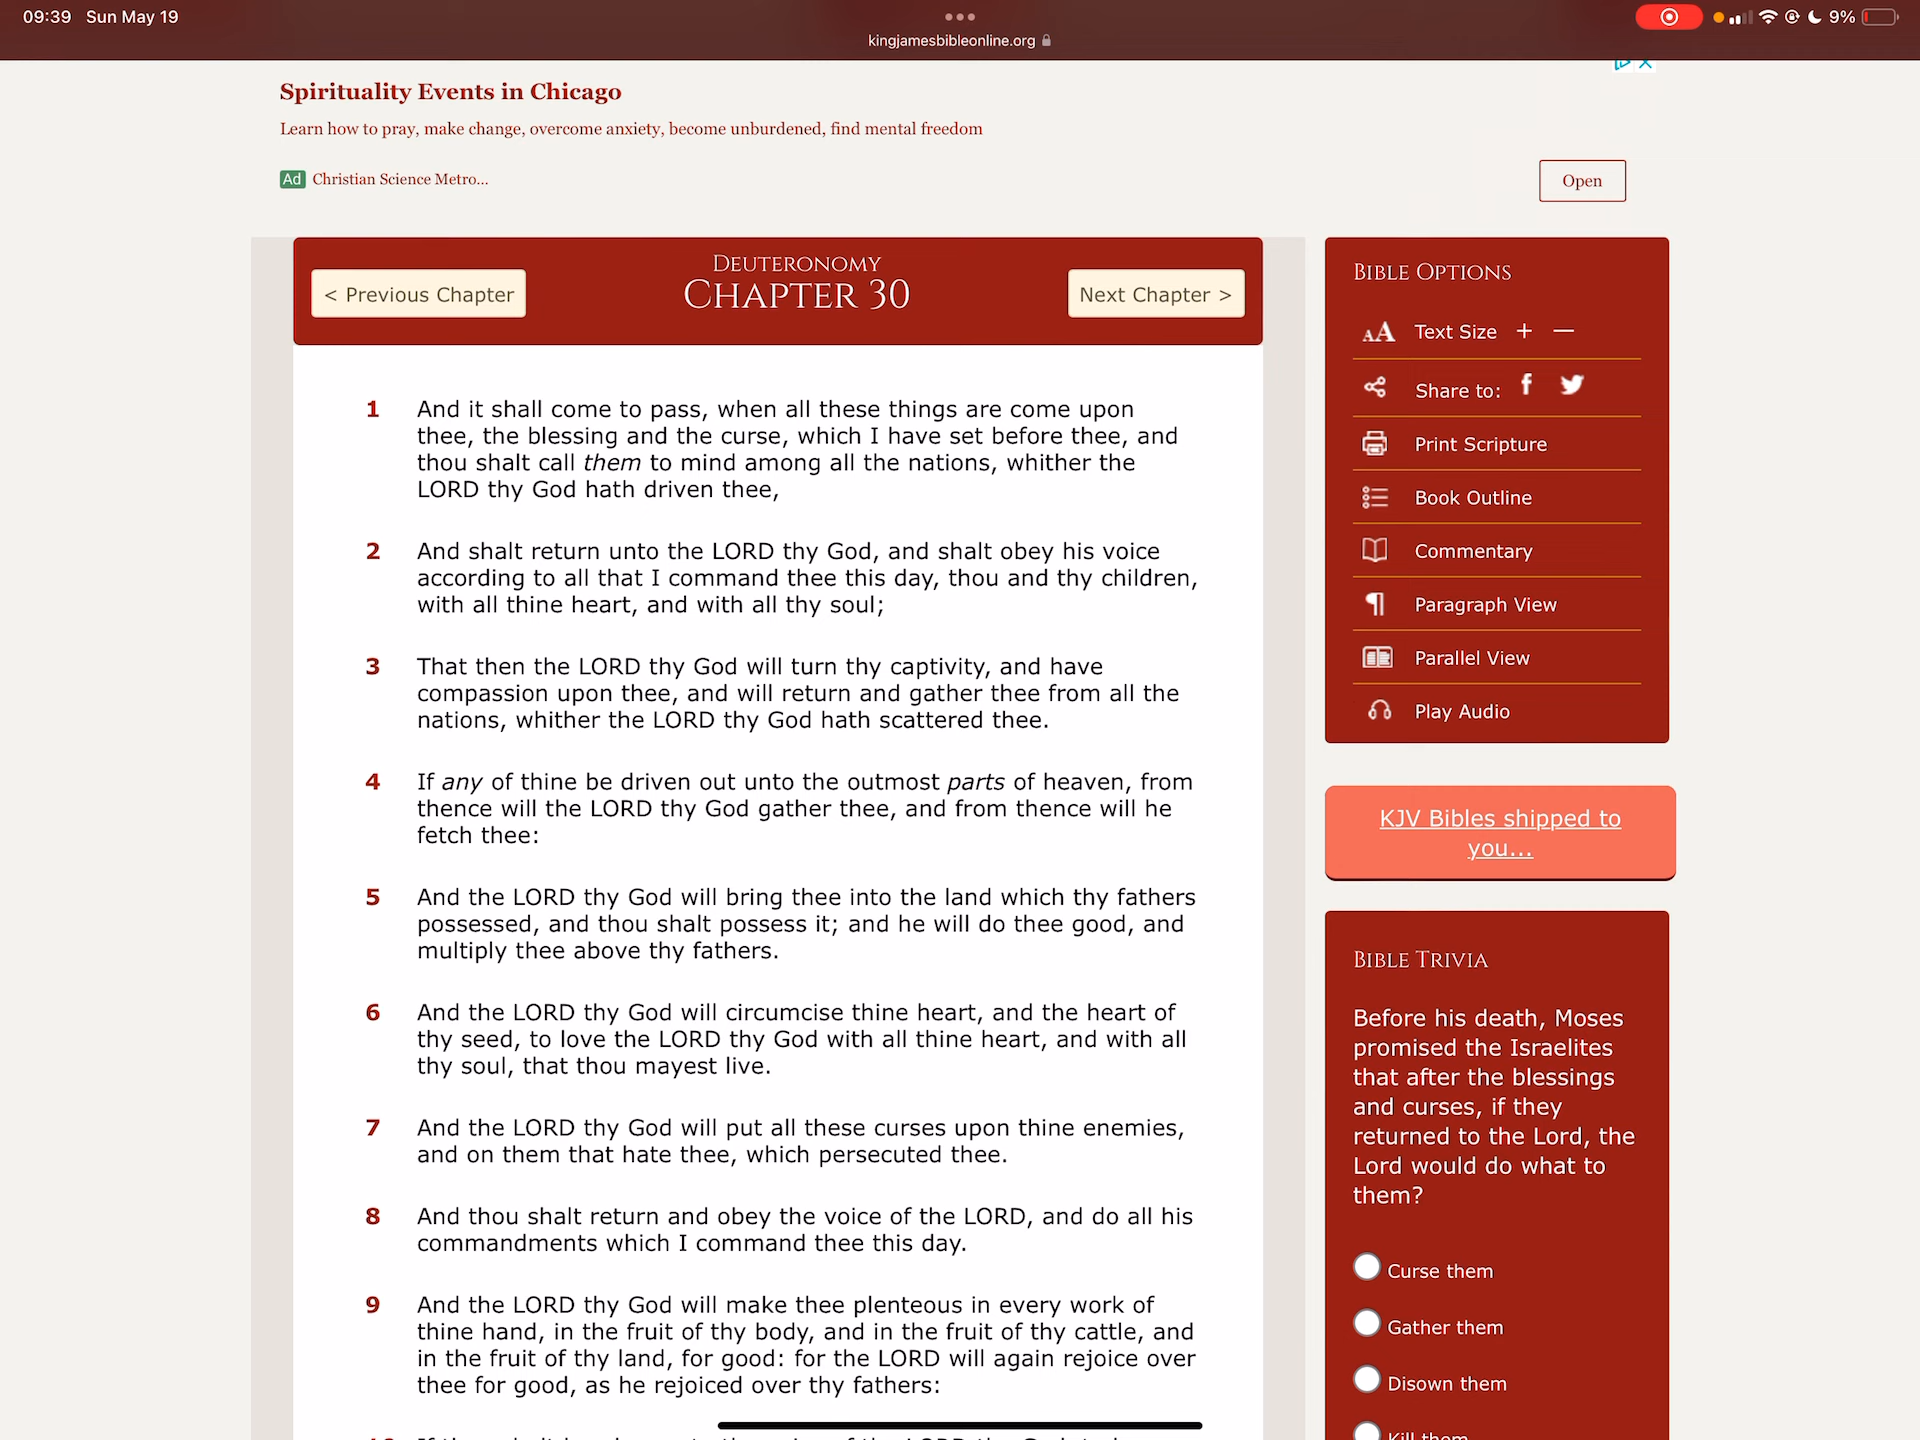 09:39 Sun May 19
9%
kingjamesbibleonline.org
Spirituality Events in Chicago
Learn how to pray, make change, overcome anxiety, become unburdened, find mental freedom
Ad Christian Science Metro...
Open
< Previous Chapter
DEUTERONOMY
CHAPTER 30
Next Chapter >
1 And it shall come to pass, when all these things are come upon
thee, the blessing and the curse, which I have set before thee, and
thou shalt call them to mind among all the nations, whither the
LORD thy God hath driven thee,
2 And shalt return unto the LORD thy God, and shalt obey his voice
according to all that I command thee this day, thou and thy children,
with all thine heart, and with all thy soul;
3 That then the LORD thy God will turn thy captivity, and have
compassion upon thee, and will return and gather thee from all the
nations, whither the LORD thy God hath scattered thee.
4 If any of thine be driven out unto the outmost parts of heaven, from
thence will the LORD thy God gather thee, and from thence will he
fetch thee:
5 And the LORD thy God will bring thee into the land which thy fathers
possessed, and thou shalt possess it; and he will do thee good, and
multiply thee above thy fathers.
6 And the LORD thy God will circumcise thine heart, and the heart of
thy seed, to love the LORD thy God with all thine heart, and with all
thy soul, that thou mayest live.
7 And the LORD thy God will put all these curses upon thine enemies,
and on them that hate thee, which persecuted thee.
8 And thou shalt return and obey the voice of the LORD, and do all his
commandments which I command thee this day.
9 And the LORD thy God will make thee plenteous in every work of
thine hand, in the fruit of thy body, and in the fruit of thy cattle, and
in the fruit of thy land, for good: for the LORD will again rejoice over
thee for good, as he rejoiced over thy fathers:
BIBLE OPTIONS
AA Text Size + —
Share to: f
Print Scripture
Book Outline
Commentary
¶ Paragraph View
Parallel View
Play Audio
KJV Bibles shipped to
you...
BIBLE TRIVIA
Before his death, Moses
promised the Israelites
that after the blessings
and curses, if they
returned to the Lord, the
Lord would do what to
them?
Curse them
Gather them
Disown them
Kill them